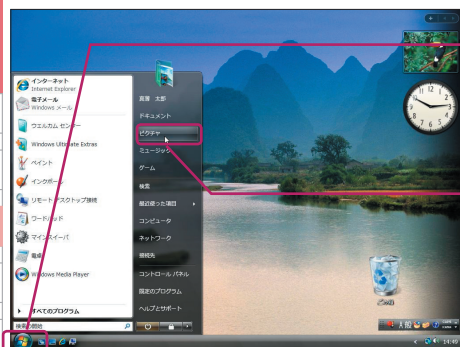 インターネット
Internet Explorer
電子メール
Windows メール
ウェルカム センター
Windows Ultimate Extras
ペイント
インクボール
リモート デスクトップ接続
ワードパッド
マインスイーパ
電卓
Windows Media Player
すべてのプログラム
検索の開始
直響 太郎
ドキュメント
ピクチャ
ミュージック
ゲーム
検索
最近使った項目
コンピュータ
ネットワーク
接続先
コントロール パネル
既定のプログラム
ヘルプとサポート
ごみ箱
A 般
14:49